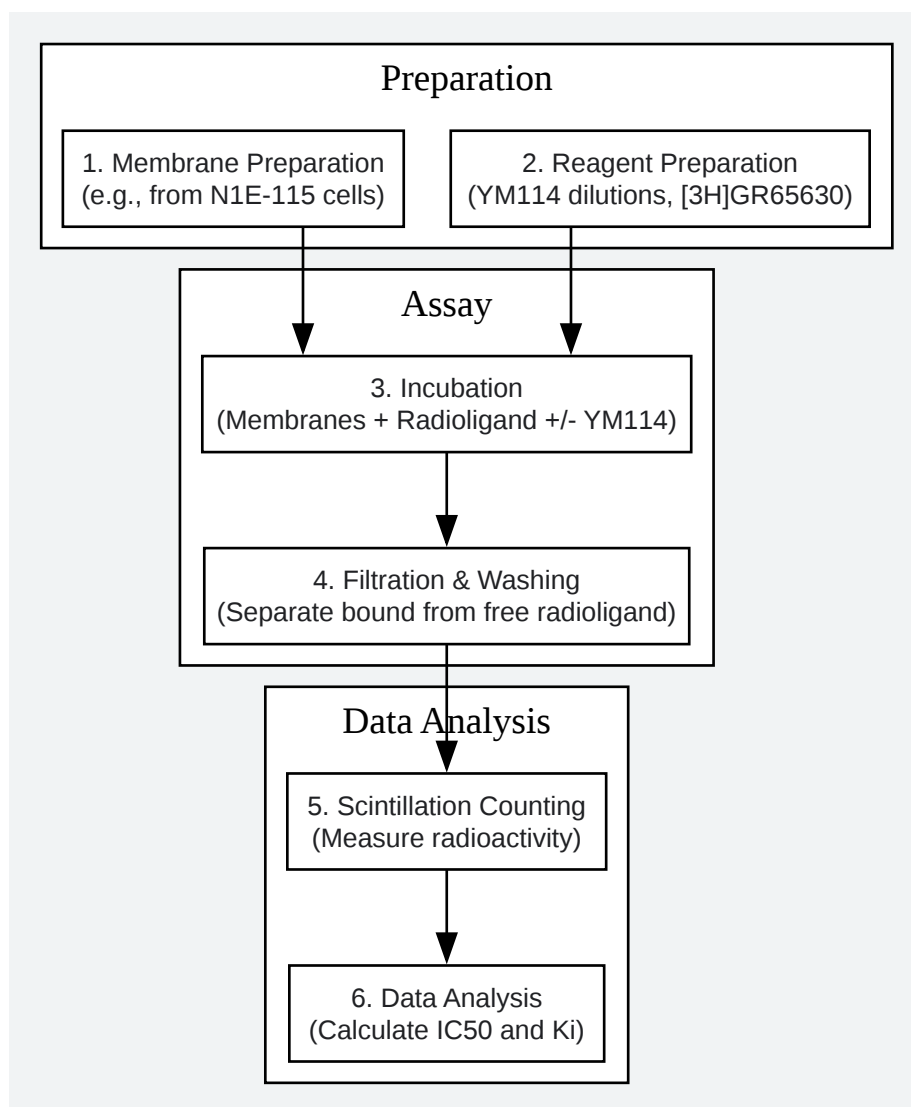 Preparation
1. Membrane Preparation
(e.g., from N1E-115 cells)
2. Reagent Preparation
(YM114 dilutions, [3H]GR65630)
Assay
3. Incubation
(Membranes + Radioligand +/- YM114)
4. Filtration & Washing
(Separate bound from free radioligand)
Data Analysis
5. Scintillation Counting
(Measure radioactivity)
6. Data Analysis
(Calculate IC50 and Ki)